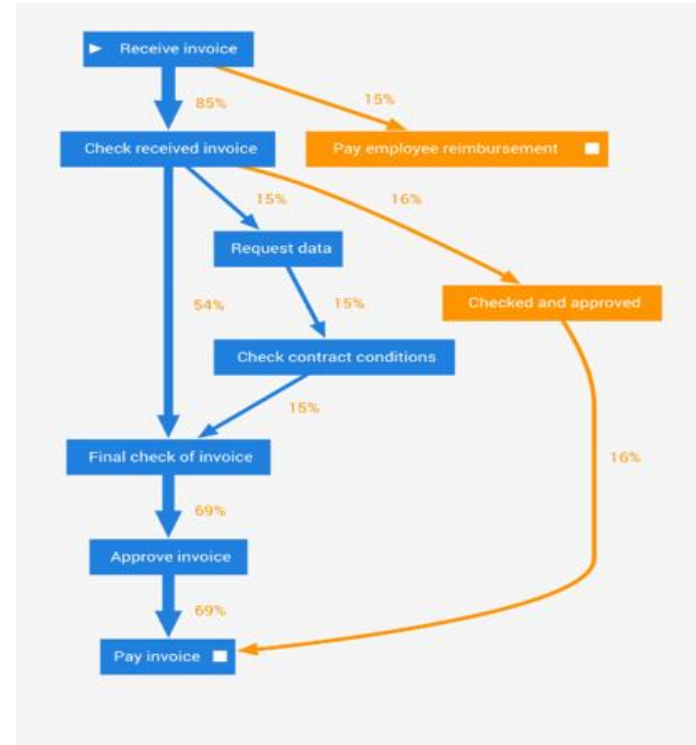 Receive invoice
85%
15%
Check received invoice
Pay employee reimbursement
15%
16%
Request data
Checked and approved
54%
15%
Check contract conditions
15%
Final check of invoice
16%
69%
Approve invoice
69%
Pay invoice